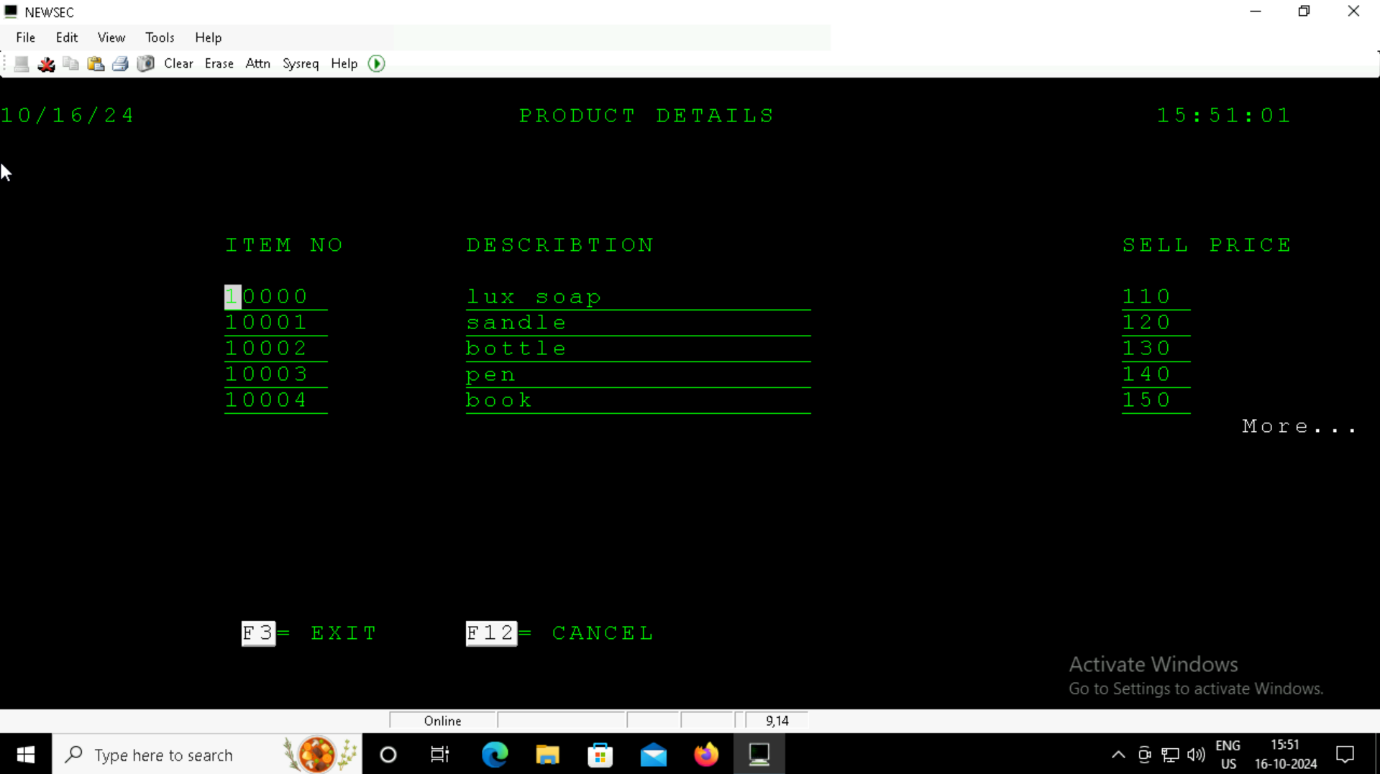 NEWSEC
File Edit View Tools Help
Clear Erase Attn Sysreq Help
10/16/24 PRODUCT DETAILS 15:51:01
ITEM NO DESCRIBTION SELL PRICE
10000 lux soap 110
10001 sandle 120
10002 bottle 130
10003 pen 140
10004 book 150
More...
F3= EXIT F12= CANCEL
Activate Windows
Go to Settings to activate Windows.
Online 9,14
Type here to search
ENG 15:51
US 16-10-2024